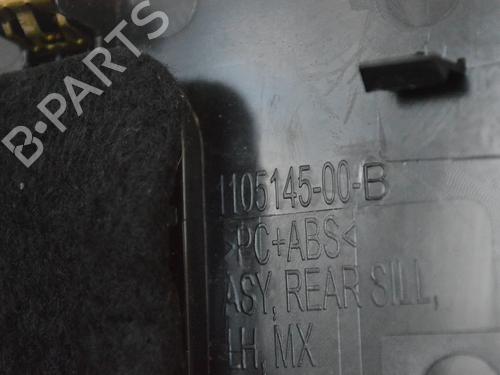 B-PARTS
1105145-00-B
>PC+ABS<
ASY, REAR SILL,
LH, MX